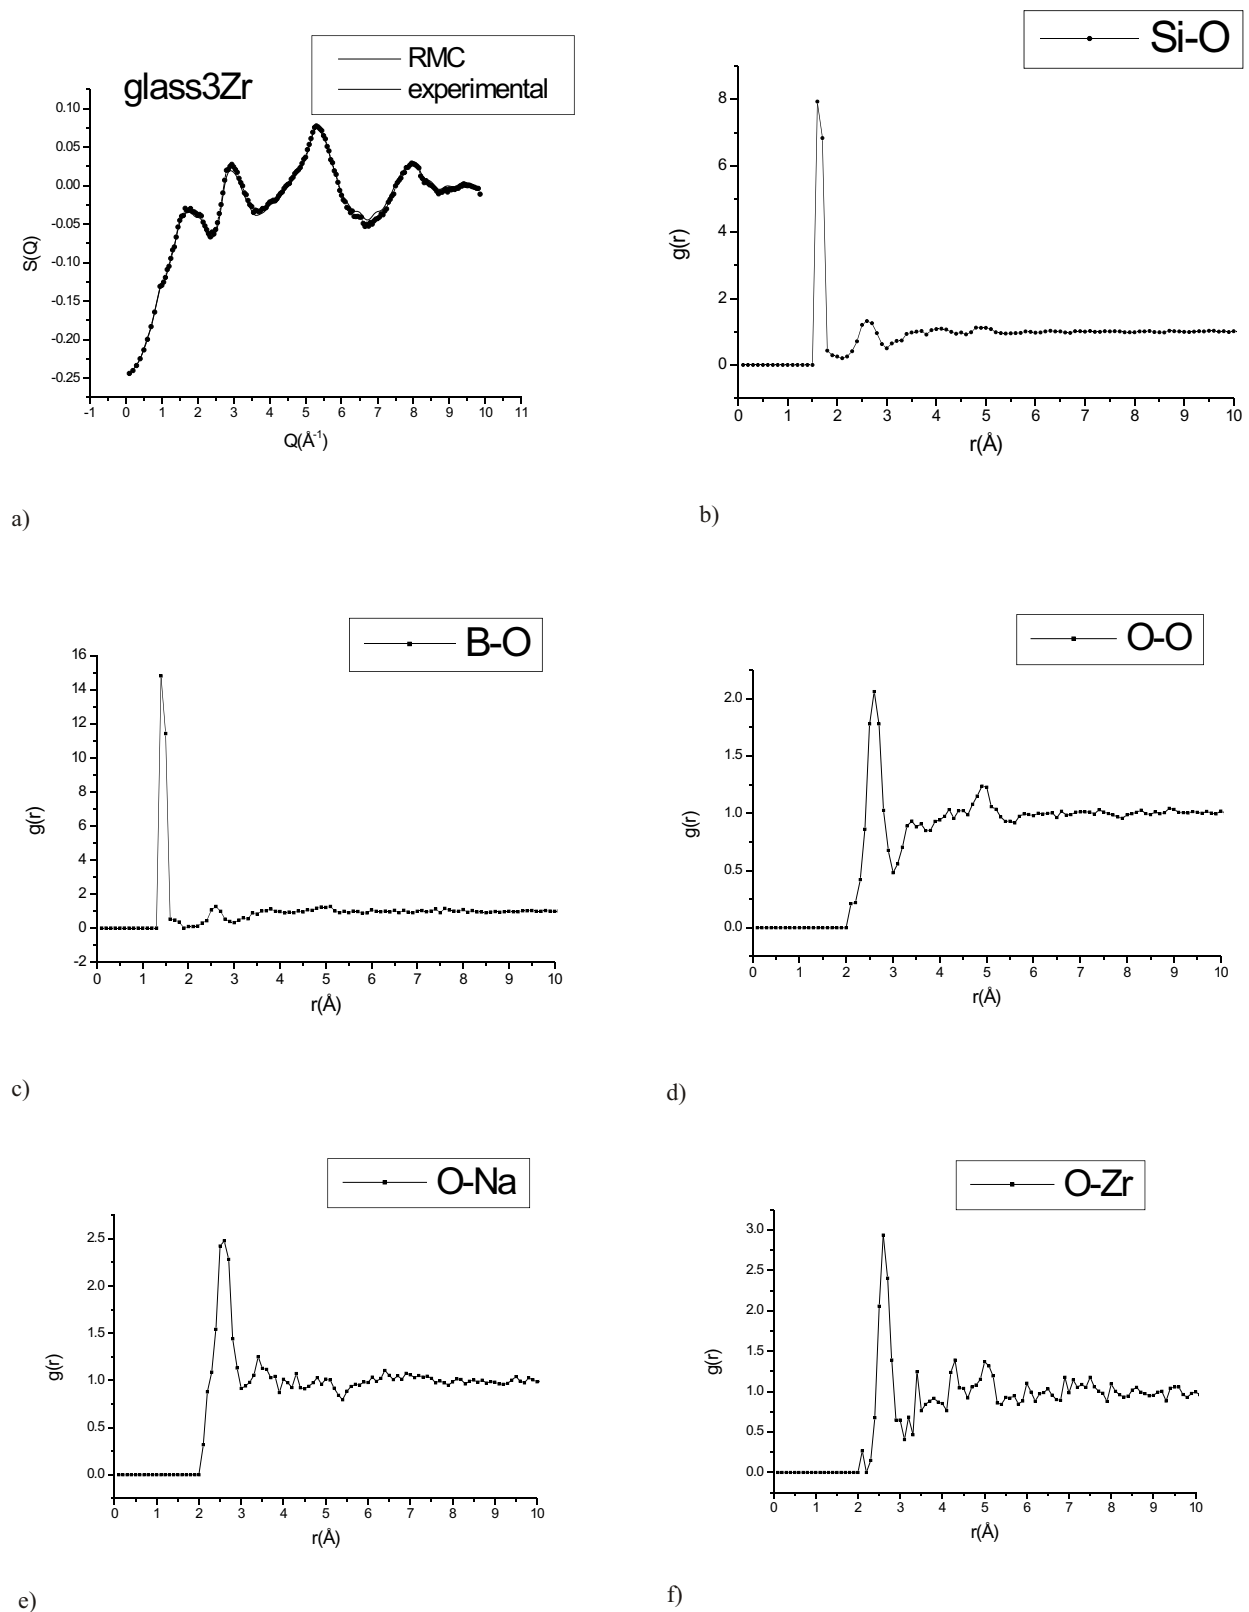 glass3Zr
RMC
experimental
0.10
0.05
0.00
-0.05
-0.10
-0.15
-0.20
-0.25
S(Q)
-1 0 1 2 3 4 5 6 7 8 9 10 11
Q(Å⁻¹)
a)
Si-O
8
6
4
2
0
g(r)
0 1 2 3 4 5 6 7 8 9 10
r(Å)
b)
B-O
16
14
12
10
8
6
4
2
0
-2
g(r)
0 1 2 3 4 5 6 7 8 9 10
r(Å)
c)
O-O
2.0
1.5
1.0
0.5
0.0
g(r)
0 1 2 3 4 5 6 7 8 9 10
r(Å)
d)
O-Na
2.5
2.0
1.5
1.0
0.5
0.0
g(r)
0 1 2 3 4 5 6 7 8 9 10
r(Å)
e)
O-Zr
3.0
2.5
2.0
1.5
1.0
0.5
0.0
g(r)
0 1 2 3 4 5 6 7 8 9 10
r(Å)
f)